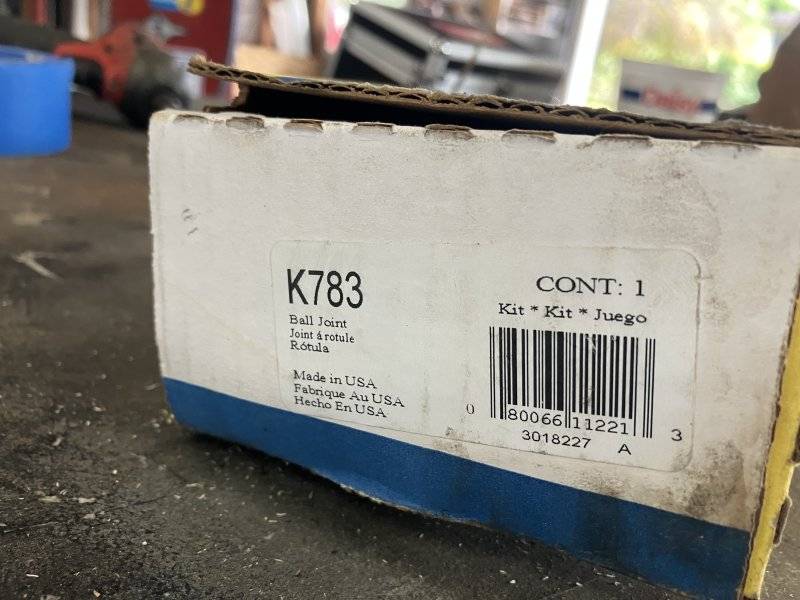 K783
Ball Joint
Joint á rotule
Rótula
Made in USA
Fabrique Au USA
Hecho En USA
CONT: 1
Kit * Kit * Juego
0 80066 11221 3
3018227 A